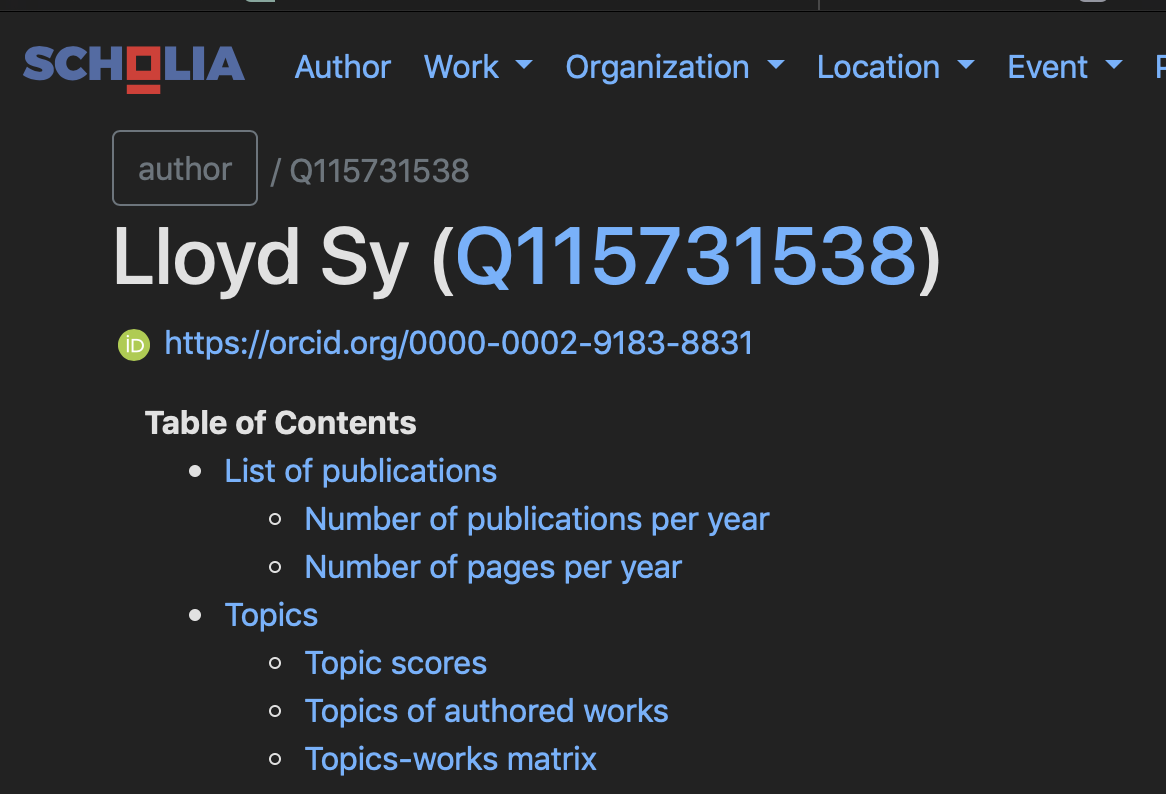 SCHOLIA Author Work Organization Location Event
author / Q115731538
Lloyd Sy (Q115731538)
iD https://orcid.org/0000-0002-9183-8831
Table of Contents
List of publications
Number of publications per year
Number of pages per year
Topics
Topic scores
Topics of authored works
Topics-works matrix